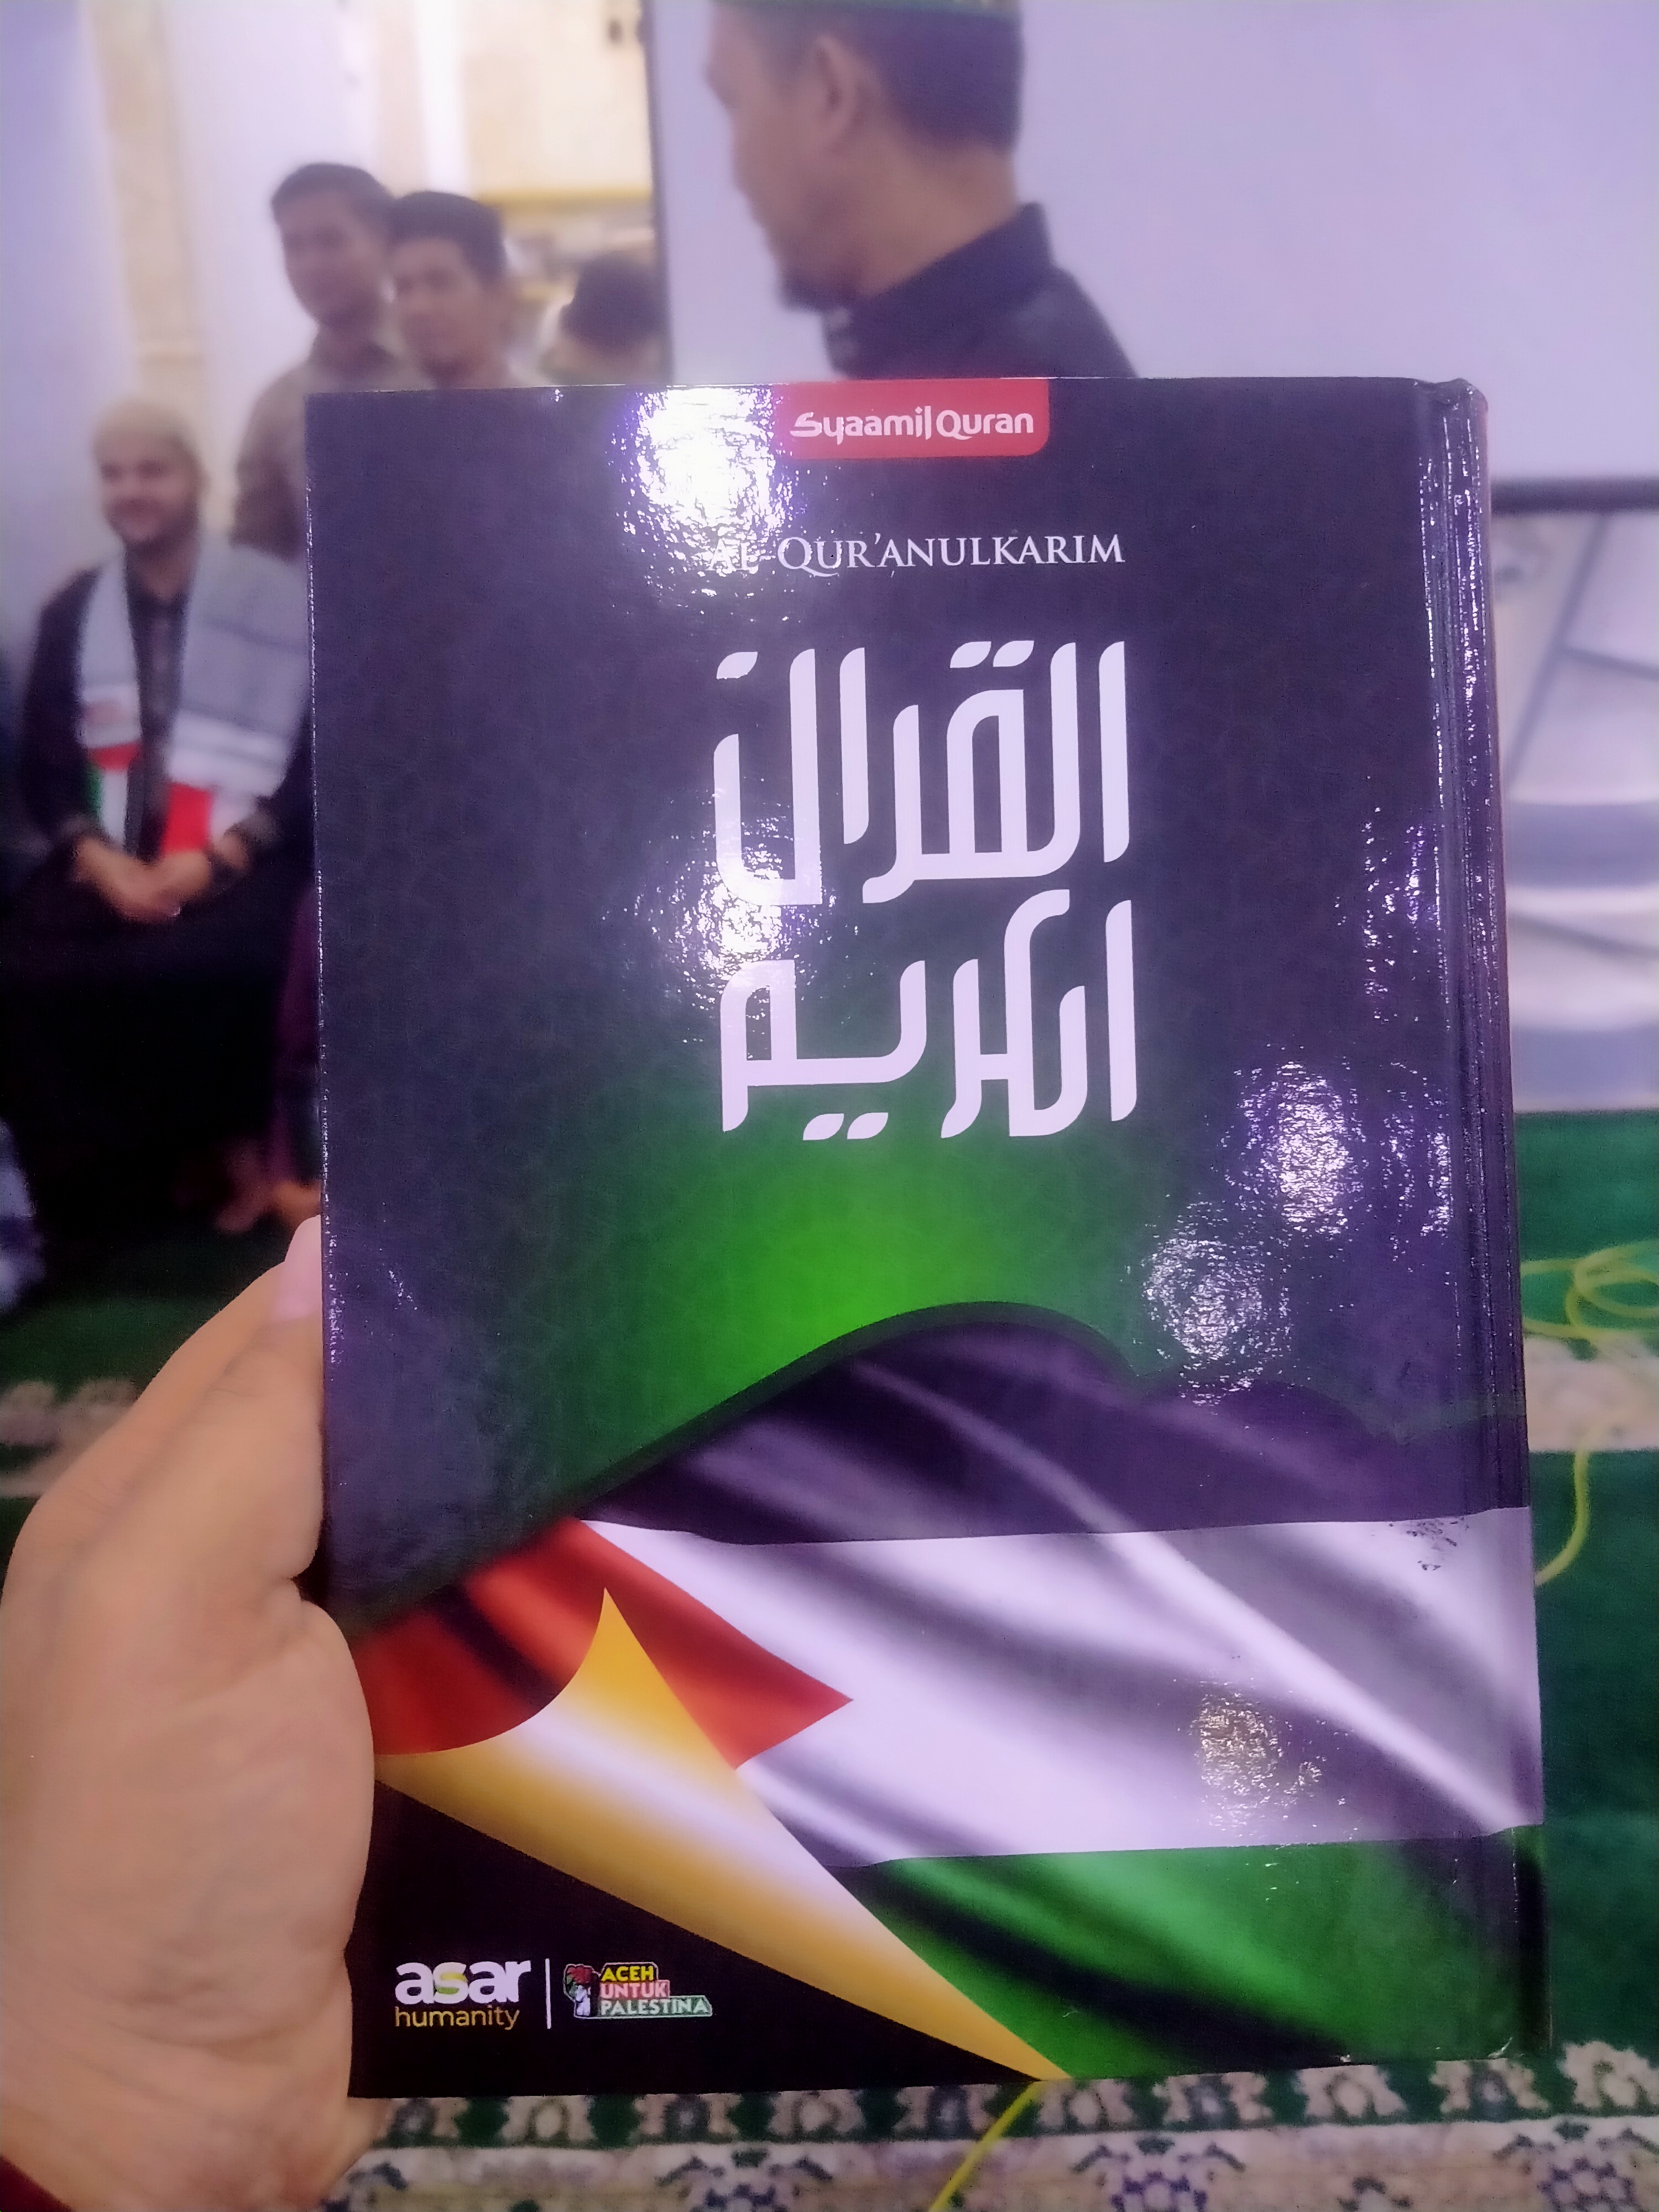 Syaamil Quran
AL-QUR'ANULKARIM
القرآن
الكريم
asar
humanity
ACEH
UNTUK
PALESTINA